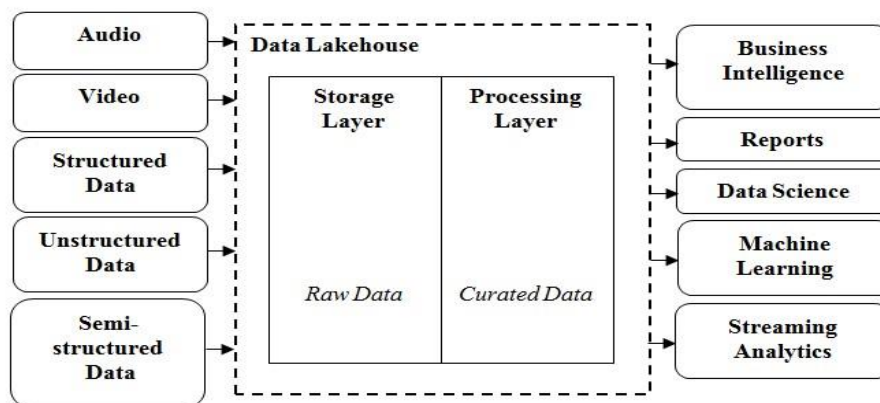 Audio
Video
Structured
Data
Unstructured
Data
Semi-
structured
Data
Data Lakehouse
Storage
Layer
Raw Data
Processing
Layer
Curated Data
Business
Intelligence
Reports
Data Science
Machine
Learning
Streaming
Analytics